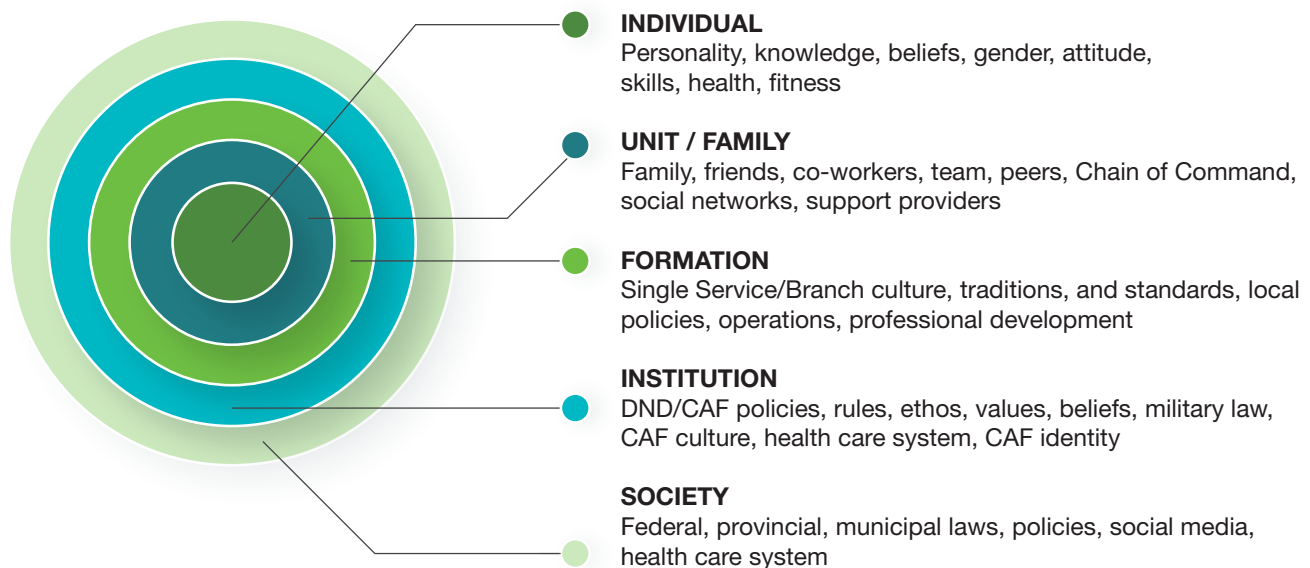 INDIVIDUAL
Personality, knowledge, beliefs, gender, attitude,
skills, health, fitness
UNIT / FAMILY
Family, friends, co-workers, team, peers, Chain of Command,
social networks, support providers
FORMATION
Single Service/Branch culture, traditions, and standards, local
policies, operations, professional development
INSTITUTION
DND/CAF policies, rules, ethos, values, beliefs, military law,
CAF culture, health care system, CAF identity
SOCIETY
Federal, provincial, municipal laws, policies, social media,
health care system